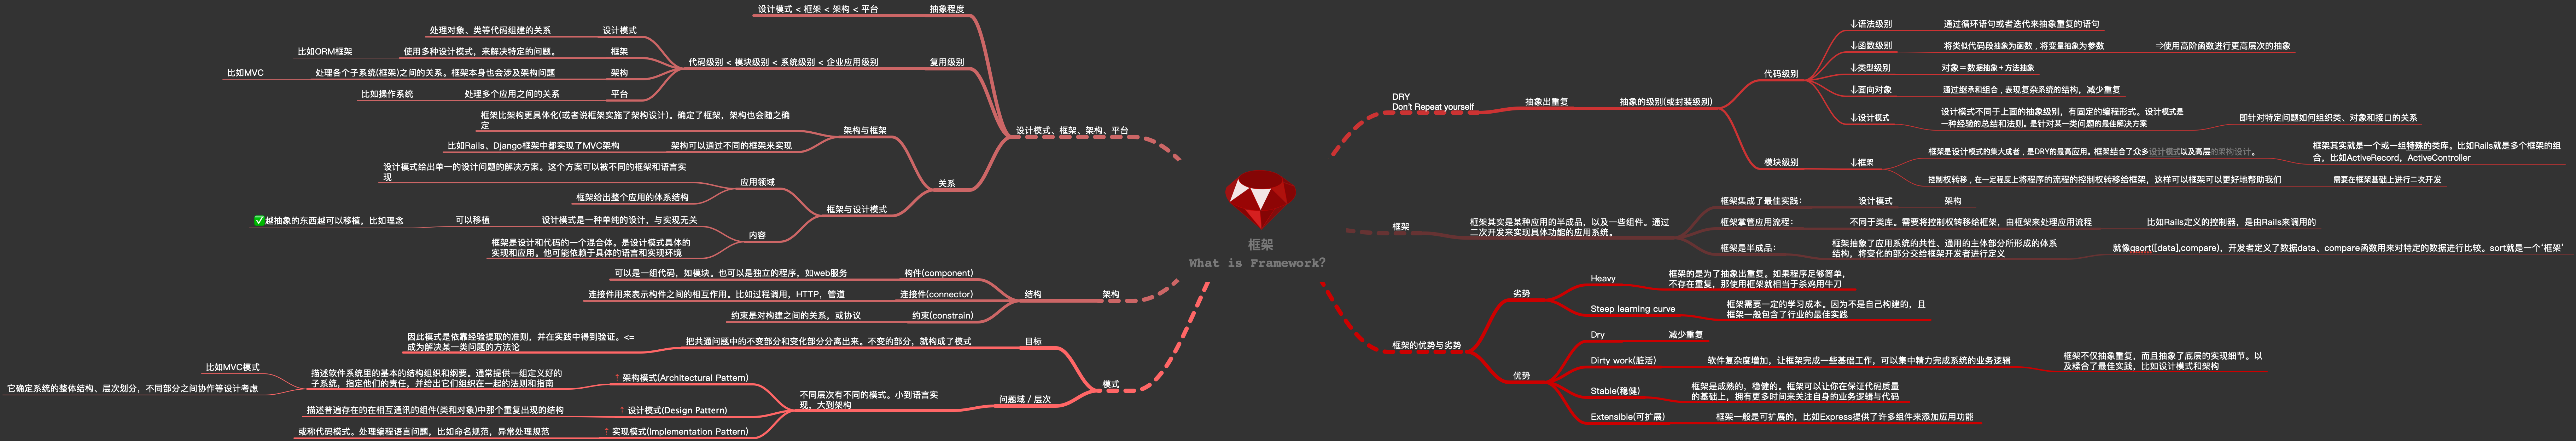 框架
What is Framework?
设计模式、框架、架构、平台
抽象程度
设计模式 < 框架 < 架构 < 平台
复用级别
代码级别 < 模块级别 < 系统级别 < 企业应用级别
设计模式
处理对象、类等代码组建的关系
框架
使用多种设计模式，来解决特定的问题。
比如ORM框架
架构
处理各个子系统(框架)之间的关系。框架本身也会涉及架构问题
比如MVC
平台
处理多个应用之间的关系
比如操作系统
关系
架构与框架
框架比架构更具体化(或者说框架实施了架构设计)。确定了框架，架构也会随之确
定
架构可以通过不同的框架来实现
比如Rails、Django框架中都实现了MVC架构
框架与设计模式
应用领域
设计模式给出单一的设计问题的解决方案。这个方案可以被不同的框架和语言实
现
框架给出整个应用的体系结构
内容
设计模式是一种单纯的设计，与实现无关
可以移植
✅越抽象的东西越可以移植，比如理念
框架是设计和代码的一个混合体。是设计模式具体的
实现和应用。他可能依赖于具体的语言和实现环境
架构
结构
构件(component)
可以是一组代码，如模块。也可以是独立的程序，如web服务
连接件(connector)
连接件用来表示构件之间的相互作用。比如过程调用，HTTP，管道
约束(constrain)
约束是对构建之间的关系，或协议
模式
目标
把共通问题中的不变部分和变化部分分离出来。不变的部分，就构成了模式
因此模式是依靠经验提取的准则，并在实践中得到验证。<=
成为解决某一类问题的方法论
问题域 / 层次
不同层次有不同的模式。小到语言实
现，大到架构
↑ 架构模式(Architectural Pattern)
描述软件系统里的基本的结构组织和纲要。通常提供一组定义好的
子系统，指定他们的责任，并给出它们组织在一起的法则和指南
比如MVC模式
它确定系统的整体结构、层次划分，不同部分之间协作等设计考虑
↑ 设计模式(Design Pattern)
描述普遍存在的在相互通讯的组件(类和对象)中那个重复出现的结构
↑ 实现模式(Implementation Pattern)
或称代码模式。处理编程语言问题，比如命名规范，异常处理规范
DRY
Don't Repeat yourself
抽象出重复
抽象的级别(或封装级别)
代码级别
⇓语法级别
通过循环语句或者迭代来抽象重复的语句
⇓函数级别
将类似代码段抽象为函数，将变量抽象为参数
⇒使用高阶函数进行更高层次的抽象
⇓类型级别
对象＝数据抽象＋方法抽象
⇓面向对象
通过继承和组合，表现复杂系统的结构，减少重复
⇓设计模式
设计模式不同于上面的抽象级别，有固定的编程形式。设计模式是
一种经验的总结和法则。是针对某一类问题的最佳解决方案
即针对特定问题如何组织类、对象和接口的关系
模块级别
⇓框架
框架是设计模式的集大成者，是DRY的最高应用。框架结合了众多设计模式以及高层的架构设计。
框架其实就是一个或一组特殊的类库。比如Rails就是多个框架的组
合，比如ActiveRecord，ActiveController
控制权转移，在一定程度上将程序的流程的控制权转移给框架，这样可以框架可以更好地帮助我们
需要在框架基础上进行二次开发
框架
框架其实是某种应用的半成品，以及一些组件。通过
二次开发来实现具体功能的应用系统。
框架集成了最佳实践：
设计模式
架构
框架掌管应用流程：
不同于类库。需要将控制权转移给框架，由框架来处理应用流程
比如Rails定义的控制器，是由Rails来调用的
框架是半成品：
框架抽象了应用系统的共性、通用的主体部分所形成的体系
结构，将变化的部分交给框架开发者进行定义
就像qsort([data],compare)，开发者定义了数据data、compare函数用来对特定的数据进行比较。sort就是一个‘框架’
框架的优势与劣势
劣势
Heavy
框架的是为了抽象出重复。如果程序足够简单，
不存在重复，那使用框架就相当于杀鸡用牛刀
Steep learning curve
框架需要一定的学习成本。因为不是自己构建的，且
框架一般包含了行业的最佳实践
优势
Dry
减少重复
Dirty work(脏活)
软件复杂度增加，让框架完成一些基础工作，可以集中精力完成系统的业务逻辑
框架不仅抽象重复，而且抽象了底层的实现细节。以
及糅合了最佳实践，比如设计模式和架构
Stable(稳健)
框架是成熟的，稳健的。框架可以让你在保证代码质量
的基础上，拥有更多时间来关注自身的业务逻辑与代码
Extensible(可扩展)
框架一般是可扩展的，比如Express提供了许多组件来添加应用功能